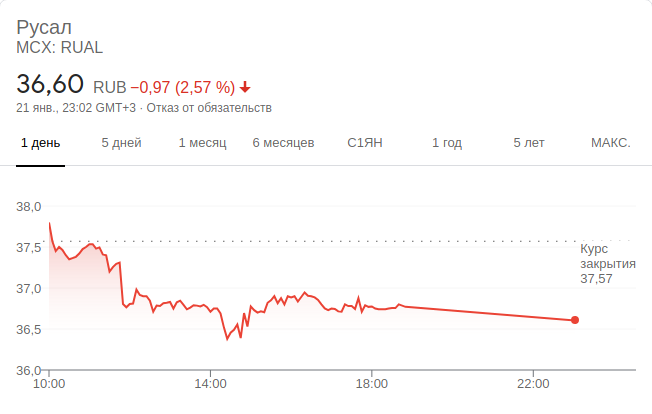 Русал
MCX: RUAL
36,60 RUB −0,97 (2,57 %)
21 янв., 23:02 GMT+3 · Отказ от обязательств
1 день 5 дней 1 месяц 6 месяцев С1ЯН 1 год 5 лет МАКС.
38,0
37,5
37,0
36,5
36,0
Курс
закрытия
37,57
10:00 14:00 18:00 22:00